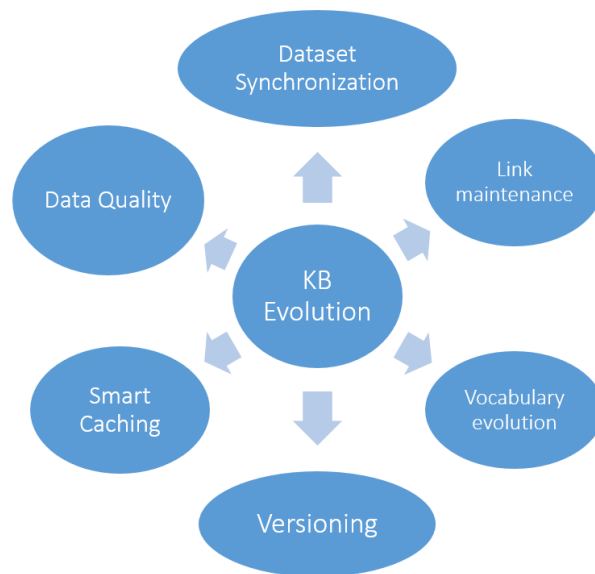 Dataset
Synchronization
Link
maintenance
Data Quality
KB
Evolution
Smart
Caching
Vocabulary
evolution
Versioning